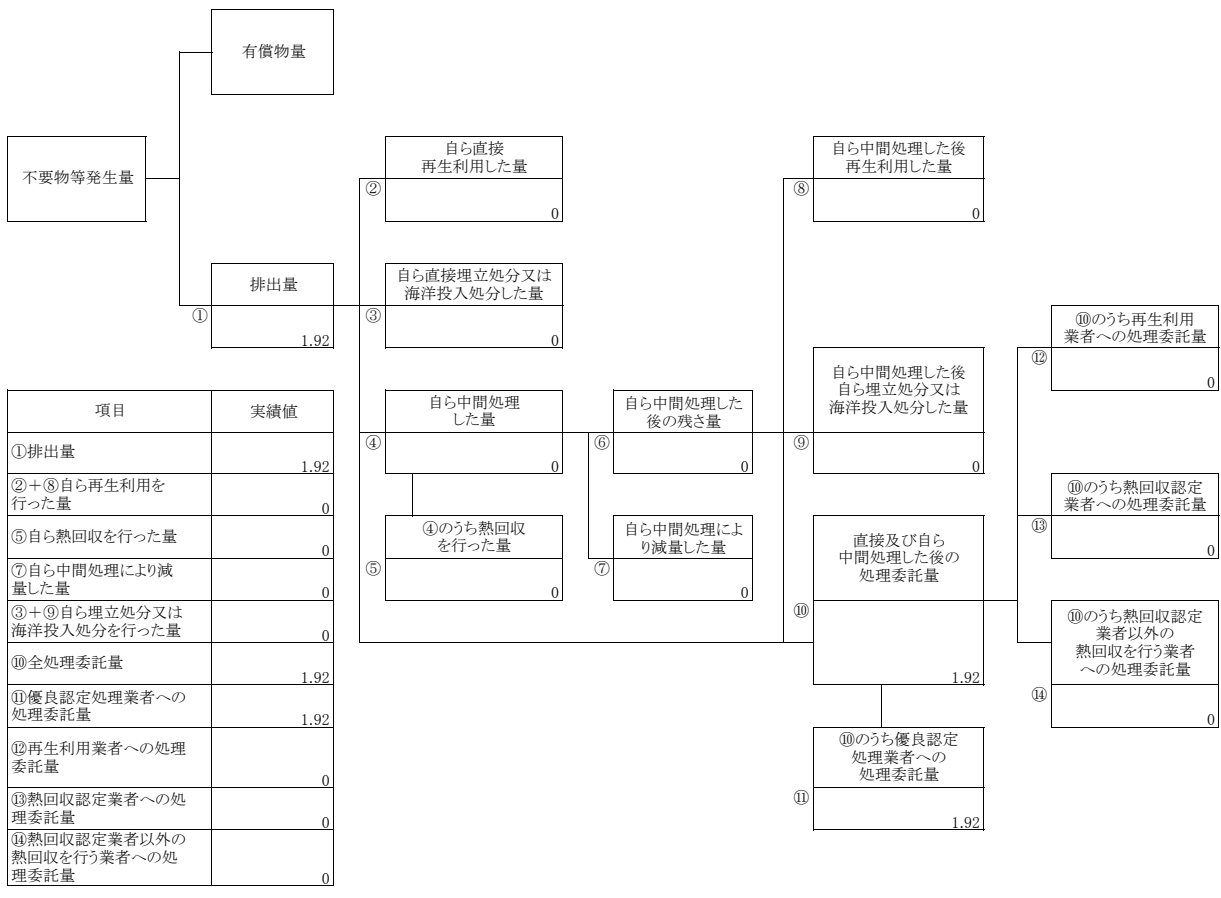 有償物量
不要物等発生量
排出量
①
1.92
自ら直接
再生利用した量
②
0
自ら直接埋立処分又は
海洋投入処分した量
③
0
自ら中間処理
した量
④
0
④のうち熱回収
を行った量
⑤
0
自ら中間処理した
後の残さ量
⑥
0
自ら中間処理によ
り減量した量
⑦
0
自ら中間処理した後
再生利用した量
⑧
0
自ら中間処理した後
自ら埋立処分又は
海洋投入処分した量
⑨
0
直接及び自ら
中間処理した後の
処理委託量
⑩
1.92
⑩のうち優良認定
処理業者への
処理委託量
⑪
1.92
⑩のうち再生利用
業者への処理委託量
⑫
0
⑩のうち熱回収認定
業者への処理委託量
⑬
0
⑩のうち熱回収認定
業者以外の
熱回収を行う業者
への処理委託量
⑭
0
項目 実績値
①排出量
1.92
②+⑧自ら再生利用を
行った量
0
⑤自ら熱回収を行った量
0
⑦自ら中間処理により減
量した量
0
③+⑨自ら埋立処分又は
海洋投入処分を行った量
0
⑩全処理委託量
1.92
⑪優良認定処理業者への
処理委託量
1.92
⑫再生利用業者への処理
委託量
0
⑬熱回収認定業者への処
理委託量
0
⑭熱回収認定業者以外の
熱回収を行う業者への処
理委託量
0